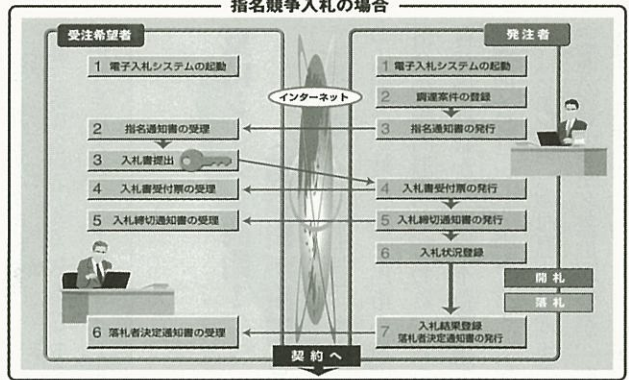 指名競争入札の場合
受注希望者
1 電子入札システムの起動
2 指名通知書の受理
3 入札書提出
4 入札書受付票の受理
5 入札締切通知書の受理
6 落札者決定通知書の受理
インターネット
発注者
1 電子入札システムの起動
2 調達案件の登録
3 指名通知書の発行
4 入札書受付票の発行
5 入札締切通知書の発行
6 入札状況登録
開札
落札
7 入札結果登録
落札者決定通知書の発行
契約へ